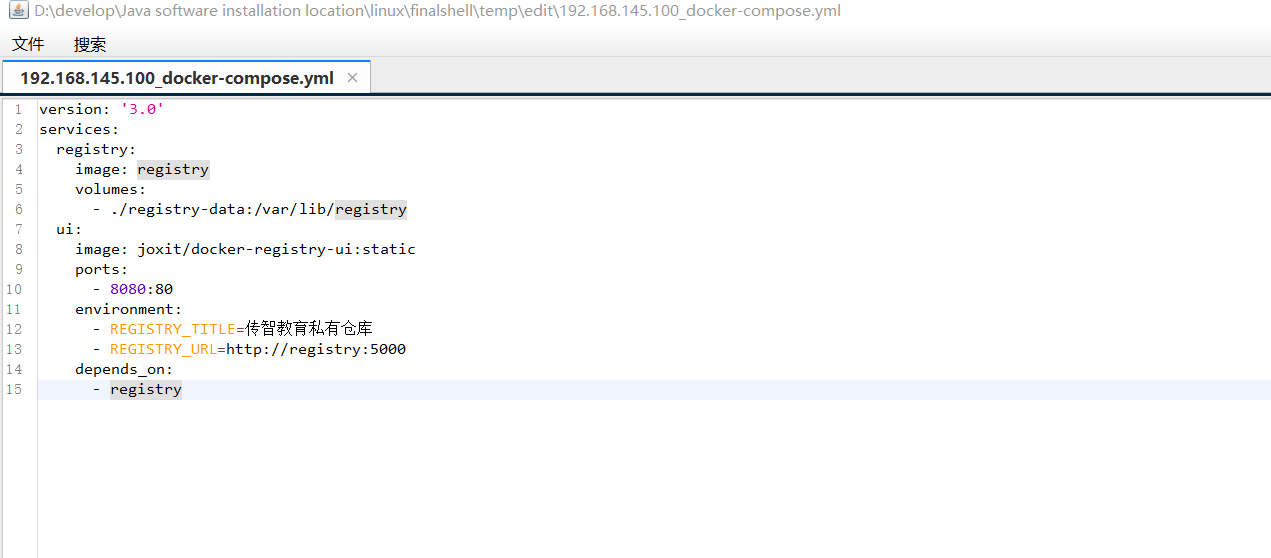 D:\develop\Java software installation location\linux\finalshell\temp\edit\192.168.145.100_docker-compose.yml
文件 搜索
192.168.145.100_docker-compose.yml ×
1 version: '3.0'
2 services:
3   registry:
4     image: registry
5     volumes:
6       - ./registry-data:/var/lib/registry
7   ui:
8     image: joxit/docker-registry-ui:static
9     ports:
10       - 8080:80
11     environment:
12       - REGISTRY_TITLE=传智教育私有仓库
13       - REGISTRY_URL=http://registry:5000
14     depends_on:
15       - registry